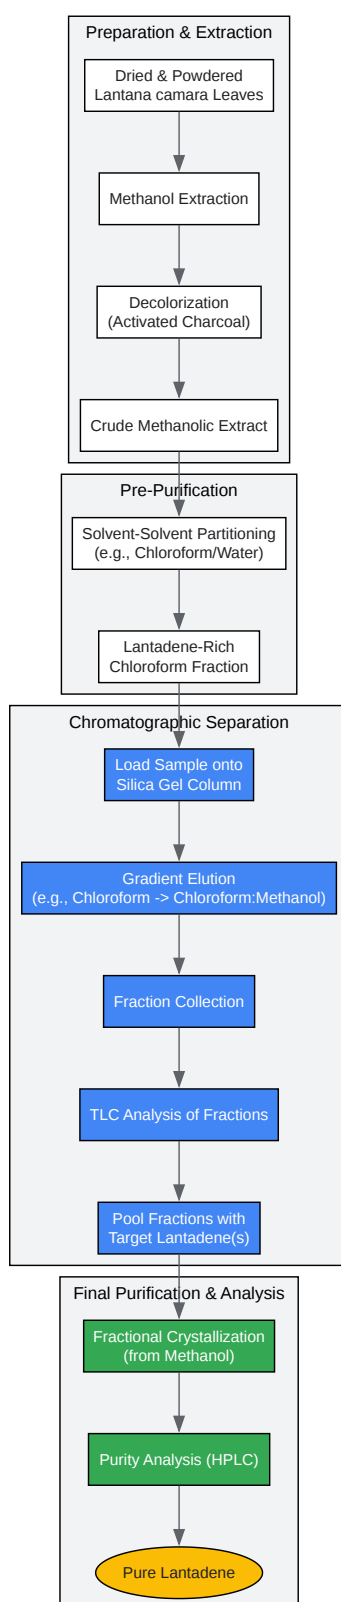 Preparation & Extraction
Dried & Powdered
Lantana camara Leaves
Methanol Extraction
Decolorization
(Activated Charcoal)
Crude Methanolic Extract
Pre-Purification
Solvent-Solvent Partitioning
(e.g., Chloroform/Water)
Lantadene-Rich
Chloroform Fraction
Chromatographic Separation
Load Sample onto
Silica Gel Column
Gradient Elution
(e.g., Chloroform -> Chloroform:Methanol)
Fraction Collection
TLC Analysis of Fractions
Pool Fractions with
Target Lantadene(s)
Final Purification & Analysis
Fractional Crystallization
(from Methanol)
Purity Analysis (HPLC)
Pure Lantadene